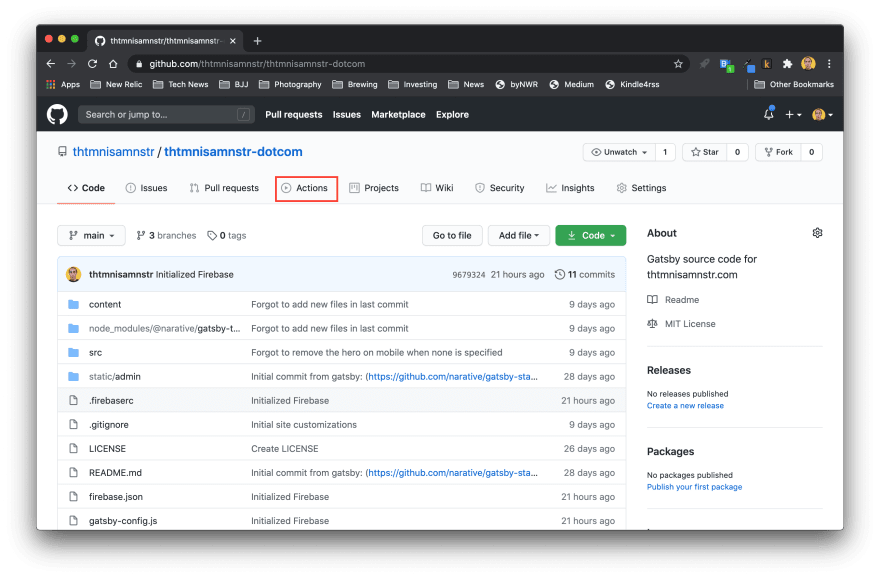 thtmnisamnstr/thtmnisamnstr-
github.com/thtmnisamnstr/thtmnisamnstr-dotcom
Apps New Relic Tech News BJJ Photography Brewing Investing News byNWR Medium Kindle4rss Other Bookmarks
Search or jump to... / Pull requests Issues Marketplace Explore
thtmnisamnstr / thtmnisamnstr-dotcom Unwatch 1 Star 0 Fork 0
Code Issues Pull requests Actions Projects Wiki Security Insights Settings
main 3 branches 0 tags Go to file Add file Code
thtmnisamnstr Initialized Firebase 9679324 21 hours ago 11 commits
content Forgot to add new files in last commit 9 days ago
node_modules/@narative/gatsby-t... Forgot to add new files in last commit 9 days ago
src Forgot to remove the hero on mobile when none is specified 9 days ago
static/admin Initial commit from gatsby: (https://github.com/narative/gatsby-sta... 28 days ago
.firebaserc Initialized Firebase 21 hours ago
.gitignore Initial site customizations 9 days ago
LICENSE Create LICENSE 26 days ago
README.md Initial commit from gatsby: (https://github.com/narative/gatsby-sta... 28 days ago
firebase.json Initialized Firebase 21 hours ago
gatsby-config.js Initialized Firebase 21 hours ago
About
Gatsby source code for
thtmnisamnstr.com
Readme
MIT License
Releases
No releases published
Create a new release
Packages
No packages published
Publish your first package